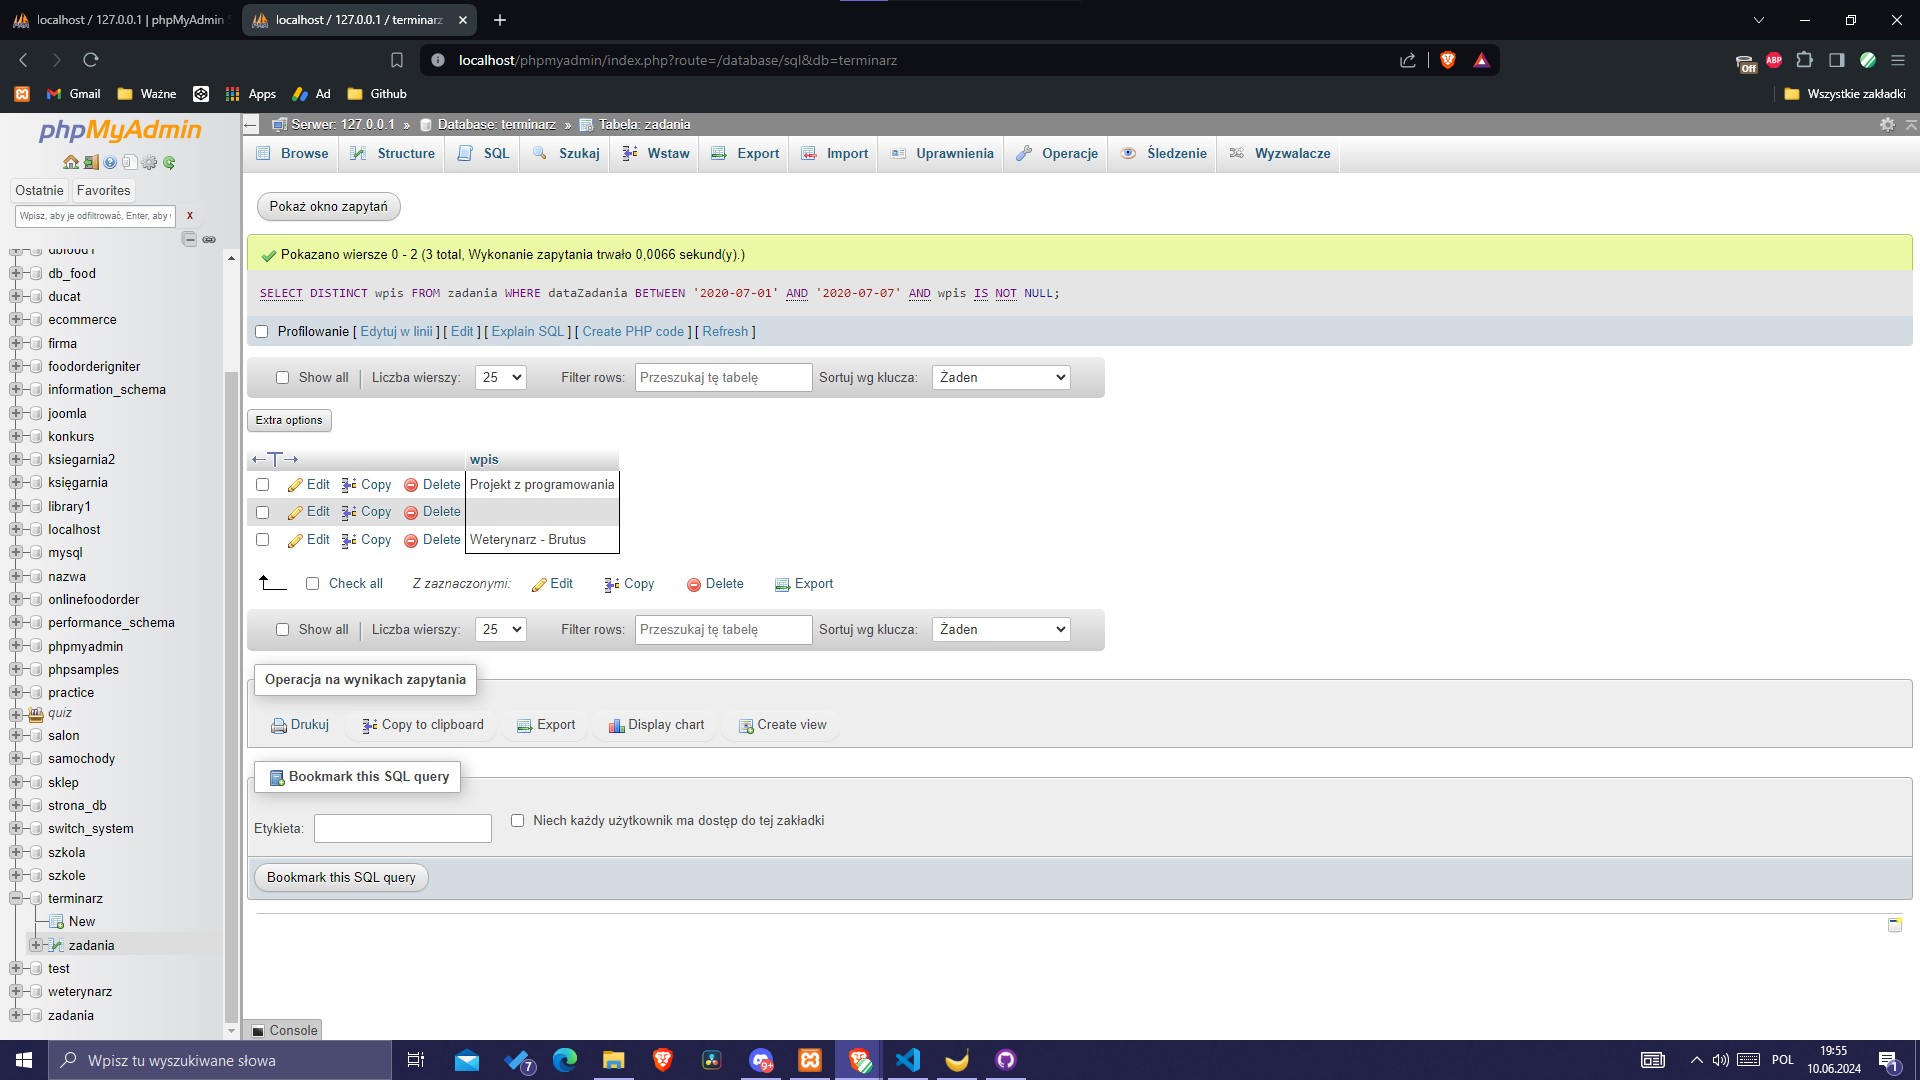 localhost / 127.0.0.1 | phpMyAdmin
localhost / 127.0.0.1 / terminarz
localhost/phpmyadmin/index.php?route=/database/sql&db=terminarz
Off
ABP
Gmail
Ważne
Apps
Ad
Github
Wszystkie zakładki
phpMyAdmin
Ostatnie
Favorites
Wpisz, aby je odfiltrować, Enter, aby
X
dbfood1
db_food
ducat
ecommerce
firma
foodorderigniter
information_schema
joomla
konkurs
ksiegarnia2
księgarnia
library1
localhost
mysql
nazwa
onlinefoodorder
performance_schema
phpmyadmin
phpsamples
practice
quiz
salon
samochody
sklep
strona_db
switch_system
szkola
szkole
terminarz
New
zadania
test
weterynarz
zadania
Serwer: 127.0.0.1 » Database: terminarz » Tabela: zadania
Browse
Structure
SQL
Szukaj
Wstaw
Export
Import
Uprawnienia
Operacje
Śledzenie
Wyzwalacze
Pokaż okno zapytań
Pokazano wiersze 0 - 2 (3 total, Wykonanie zapytania trwało 0,0066 sekund(y).)
SELECT DISTINCT wpis FROM zadania WHERE dataZadania BETWEEN '2020-07-01' AND '2020-07-07' AND wpis IS NOT NULL;
Profilowanie [ Edytuj w linii ] [ Edit ] [ Explain SQL ] [ Create PHP code ] [ Refresh ]
Show all | Liczba wierszy: 25 Filter rows: Przeszukaj tę tabelę Sortuj wg klucza: Żaden
Extra options
wpis
Edit Copy Delete Projekt z programowania
Edit Copy Delete
Edit Copy Delete Weterynarz - Brutus
Check all Z zaznaczonymi: Edit Copy Delete Export
Show all | Liczba wierszy: 25 Filter rows: Przeszukaj tę tabelę Sortuj wg klucza: Żaden
Operacja na wynikach zapytania
Drukuj Copy to clipboard Export Display chart Create view
Bookmark this SQL query
Etykieta: Niech każdy użytkownik ma dostęp do tej zakładki
Bookmark this SQL query
Console
Wpisz tu wyszukiwane słowa
7
9+
POL
19:55
10.06.2024
1